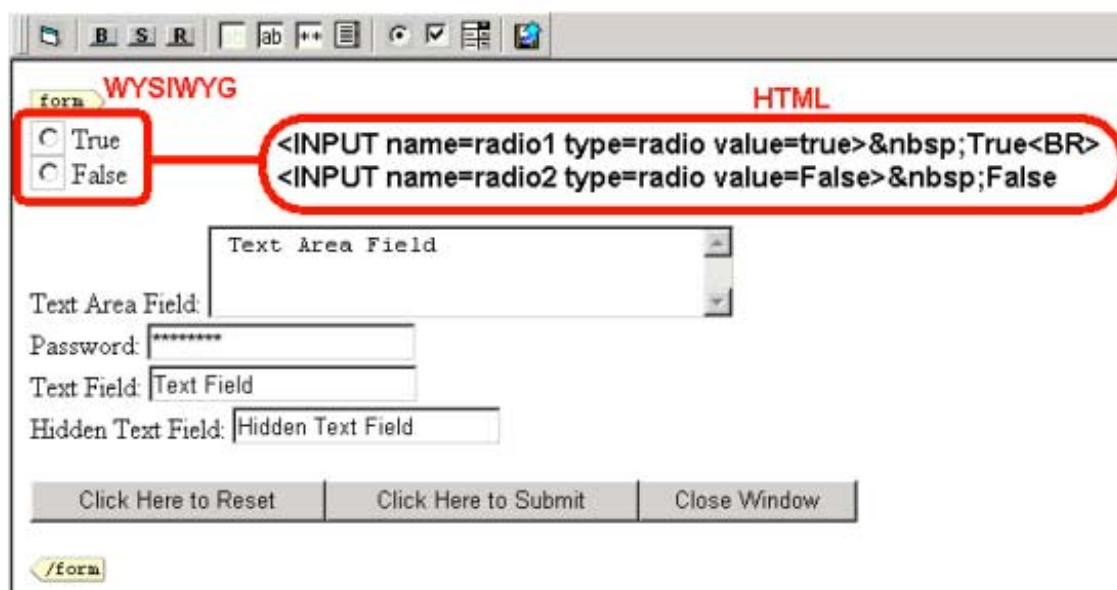 B S R ab
form WYSIWYG
HTML
True
False
<INPUT name=radio1 type=radio value=true>&nbsp;True<BR>
<INPUT name=radio2 type=radio value=False>&nbsp;False
Text Area Field
Text Area Field:
Password: ********
Text Field: Text Field
Hidden Text Field: Hidden Text Field
Click Here to Reset Click Here to Submit Close Window
/form